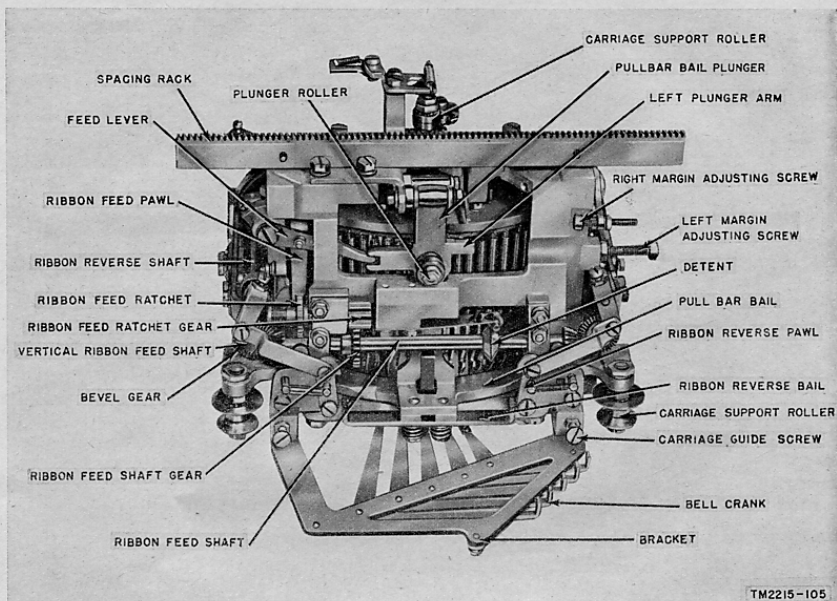 CARRIAGE SUPPORT ROLLER
PULLBAR BAIL PLUNGER
SPACING RACK
PLUNGER ROLLER
LEFT PLUNGER ARM
FEED LEVER
RIGHT MARGIN ADJUSTING SCREW
RIBBON FEED PAWL
LEFT MARGIN
ADJUSTING SCREW
RIBBON REVERSE SHAFT
DETENT
RIBBON FEED RATCHET
PULL BAR BAIL
RIBBON FEED RATCHET GEAR
RIBBON REVERSE PAWL
VERTICAL RIBBON FEED SHAFT
RIBBON REVERSE BAIL
BEVEL GEAR
CARRIAGE SUPPORT ROLLER
CARRIAGE GUIDE SCREW
RIBBON FEED SHAFT GEAR
BELL CRANK
RIBBON FEED SHAFT
BRACKET
TM2215-105